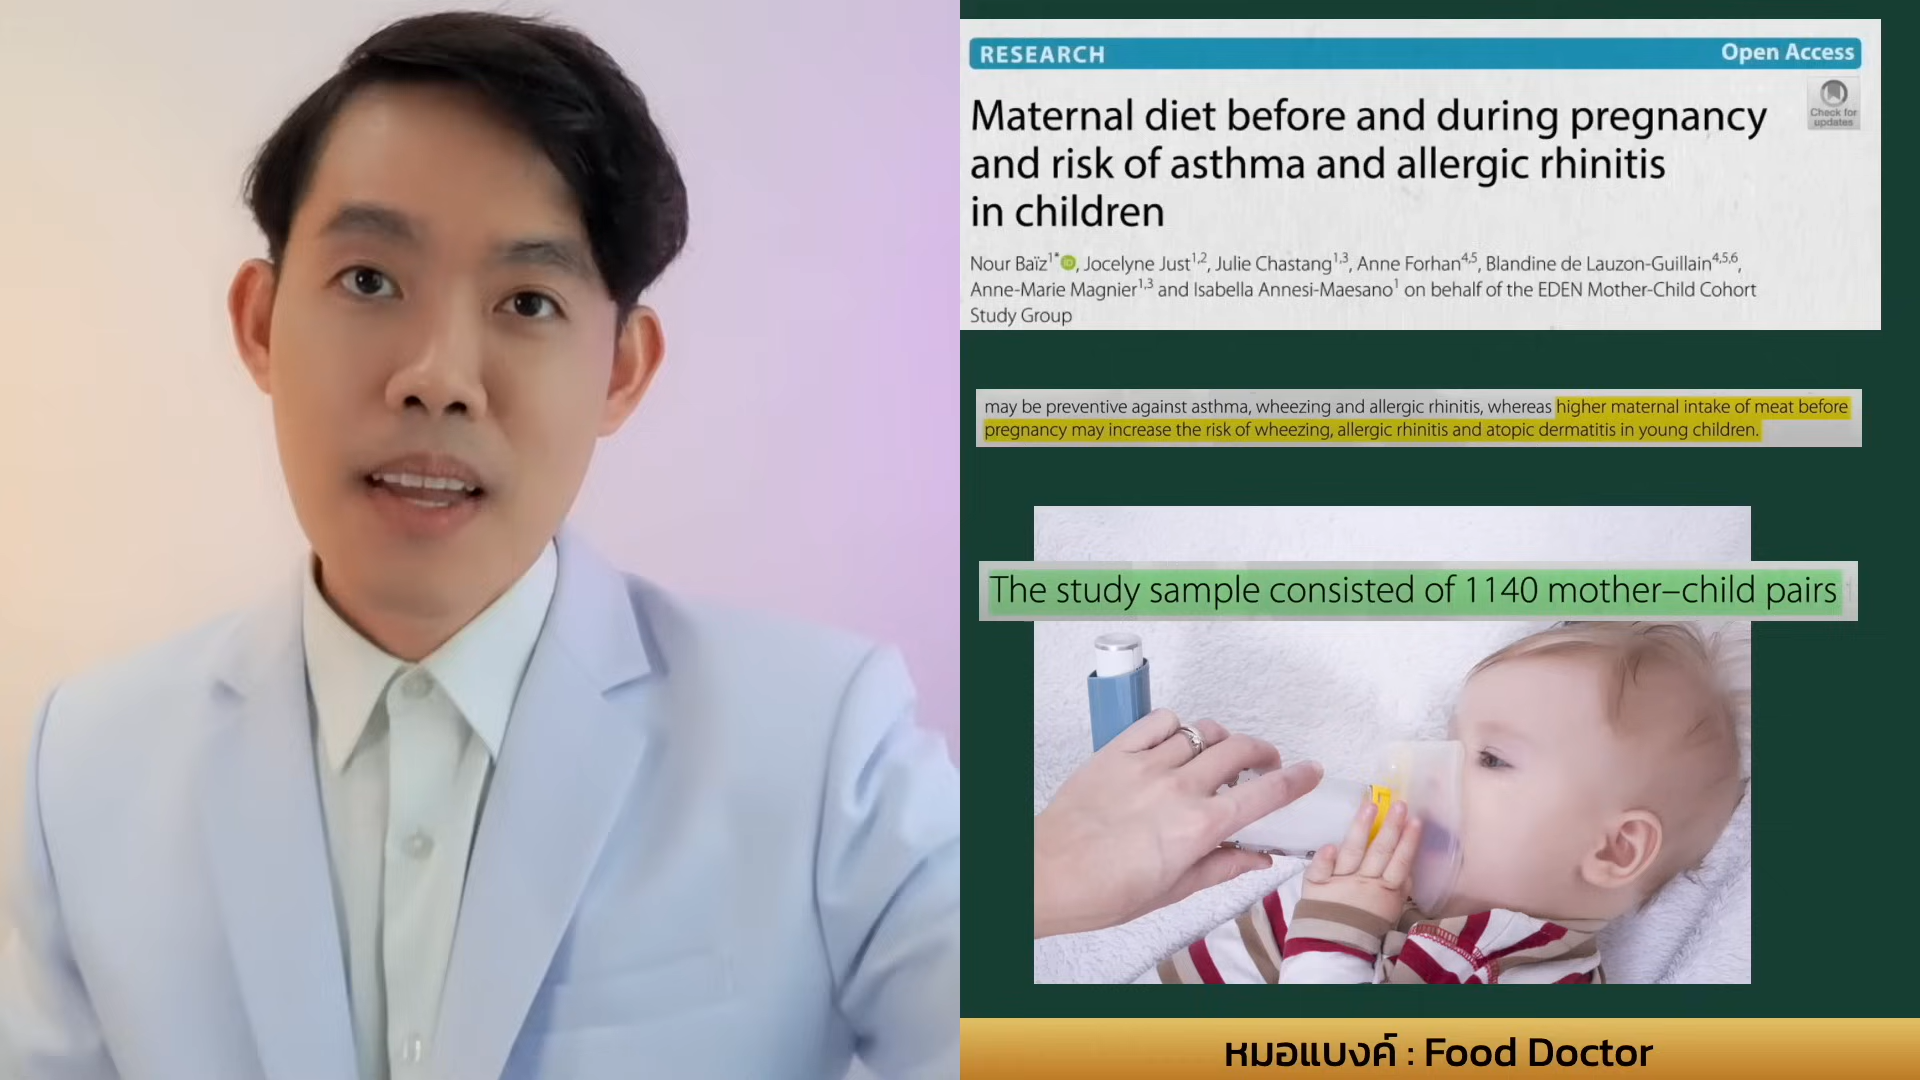 RESEARCH
Open Access
Check for
updates
Maternal diet before and during pregnancy
and risk of asthma and allergic rhinitis
in children
Nour Baïz1*, Jocelyne Just1,2, Julie Chastang1,3, Anne Forhan4,5, Blandine de Lauzon-Guillain4,5,6,
Anne-Marie Magnier1,3 and Isabella Annesi-Maesano1 on behalf of the EDEN Mother-Child Cohort
Study Group
may be preventive against asthma, wheezing and allergic rhinitis, whereas higher maternal intake of meat before
pregnancy may increase the risk of wheezing, allergic rhinitis and atopic dermatitis in young children.
The study sample consisted of 1140 mother–child pairs
หมอแบงค์ : Food Doctor